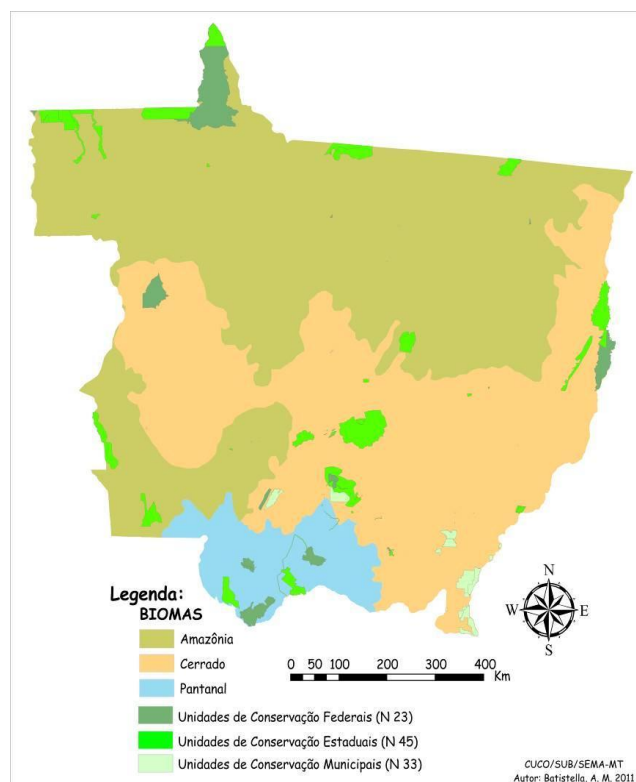 N
W
E
S
Legenda:
BIOMAS
Amazônia
Cerrado
Pantanal
Unidades de Conservação Federais (N 23)
Unidades de Conservação Estaduais (N 45)
Unidades de Conservação Municipais (N 33)
0 50 100 200 300 400
Km
CUCO/SUB/SEMA-MT
Autor: Batistella. A. M. 2011